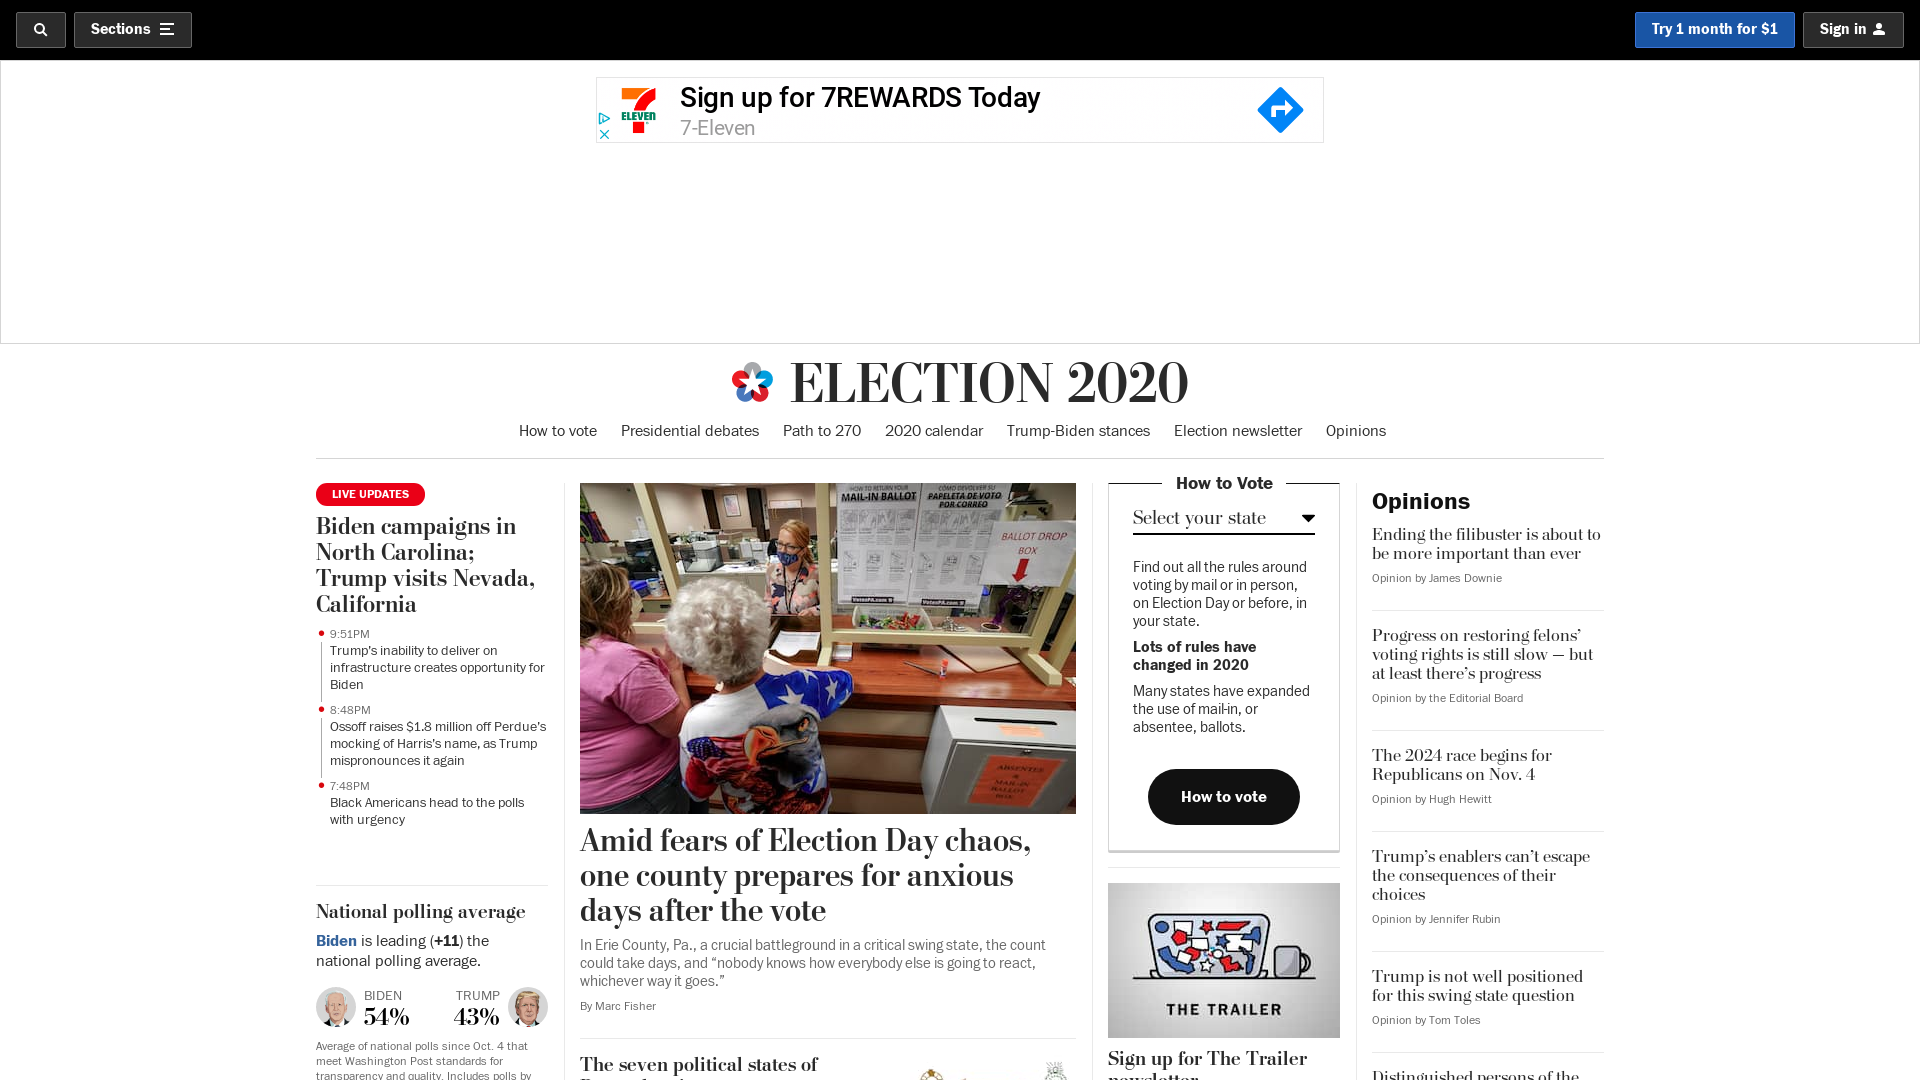 Sections
Try 1 month for $1
Sign in
7
ELEVEN
Sign up for 7REWARDS Today
7-Eleven
ELECTION 2020
How to vote
Presidential debates
Path to 270
2020 calendar
Trump-Biden stances
Election newsletter
Opinions
LIVE UPDATES
Biden campaigns in
North Carolina;
Trump visits Nevada,
California
9:51PM
Trump's inability to deliver on
infrastructure creates opportunity for
Biden
8:48PM
Ossoff raises $1.8 million off Perdue's
mocking of Harris's name, as Trump
mispronounces it again
7:48PM
Black Americans head to the polls
with urgency
National polling average
Biden is leading (+11) the
national polling average.
BIDEN
54%
TRUMP
43%
Average of national polls since Oct. 4 that
meet Washington Post standards for
transparency and quality. Includes polls by
HOW TO RETURN YOUR
MAIL-IN BALLOT
CÓMO DEVOLVER SU
PAPELETA DE VOTO
POR CORREO
BALLOT DROP
BOX
VotesPA.com
ABSENTEE
&
MAIL-IN
BALLOT
BOX
Amid fears of Election Day chaos,
one county prepares for anxious
days after the vote
In Erie County, Pa., a crucial battleground in a critical swing state, the count
could take days, and “nobody knows how everybody else is going to react,
whichever way it goes.”
By Marc Fisher
The seven political states of
How to Vote
Select your state
Find out all the rules around
voting by mail or in person,
on Election Day or before, in
your state.
Lots of rules have
changed in 2020
Many states have expanded
the use of mail-in, or
absentee, ballots.
How to vote
THE TRAILER
Sign up for The Trailer
newsletter
Opinions
Ending the filibuster is about to
be more important than ever
Opinion by James Downie
Progress on restoring felons’
voting rights is still slow — but
at least there’s progress
Opinion by the Editorial Board
The 2024 race begins for
Republicans on Nov. 4
Opinion by Hugh Hewitt
Trump’s enablers can’t escape
the consequences of their
choices
Opinion by Jennifer Rubin
Trump is not well positioned
for this swing state question
Opinion by Tom Toles
Distinguished persons of the